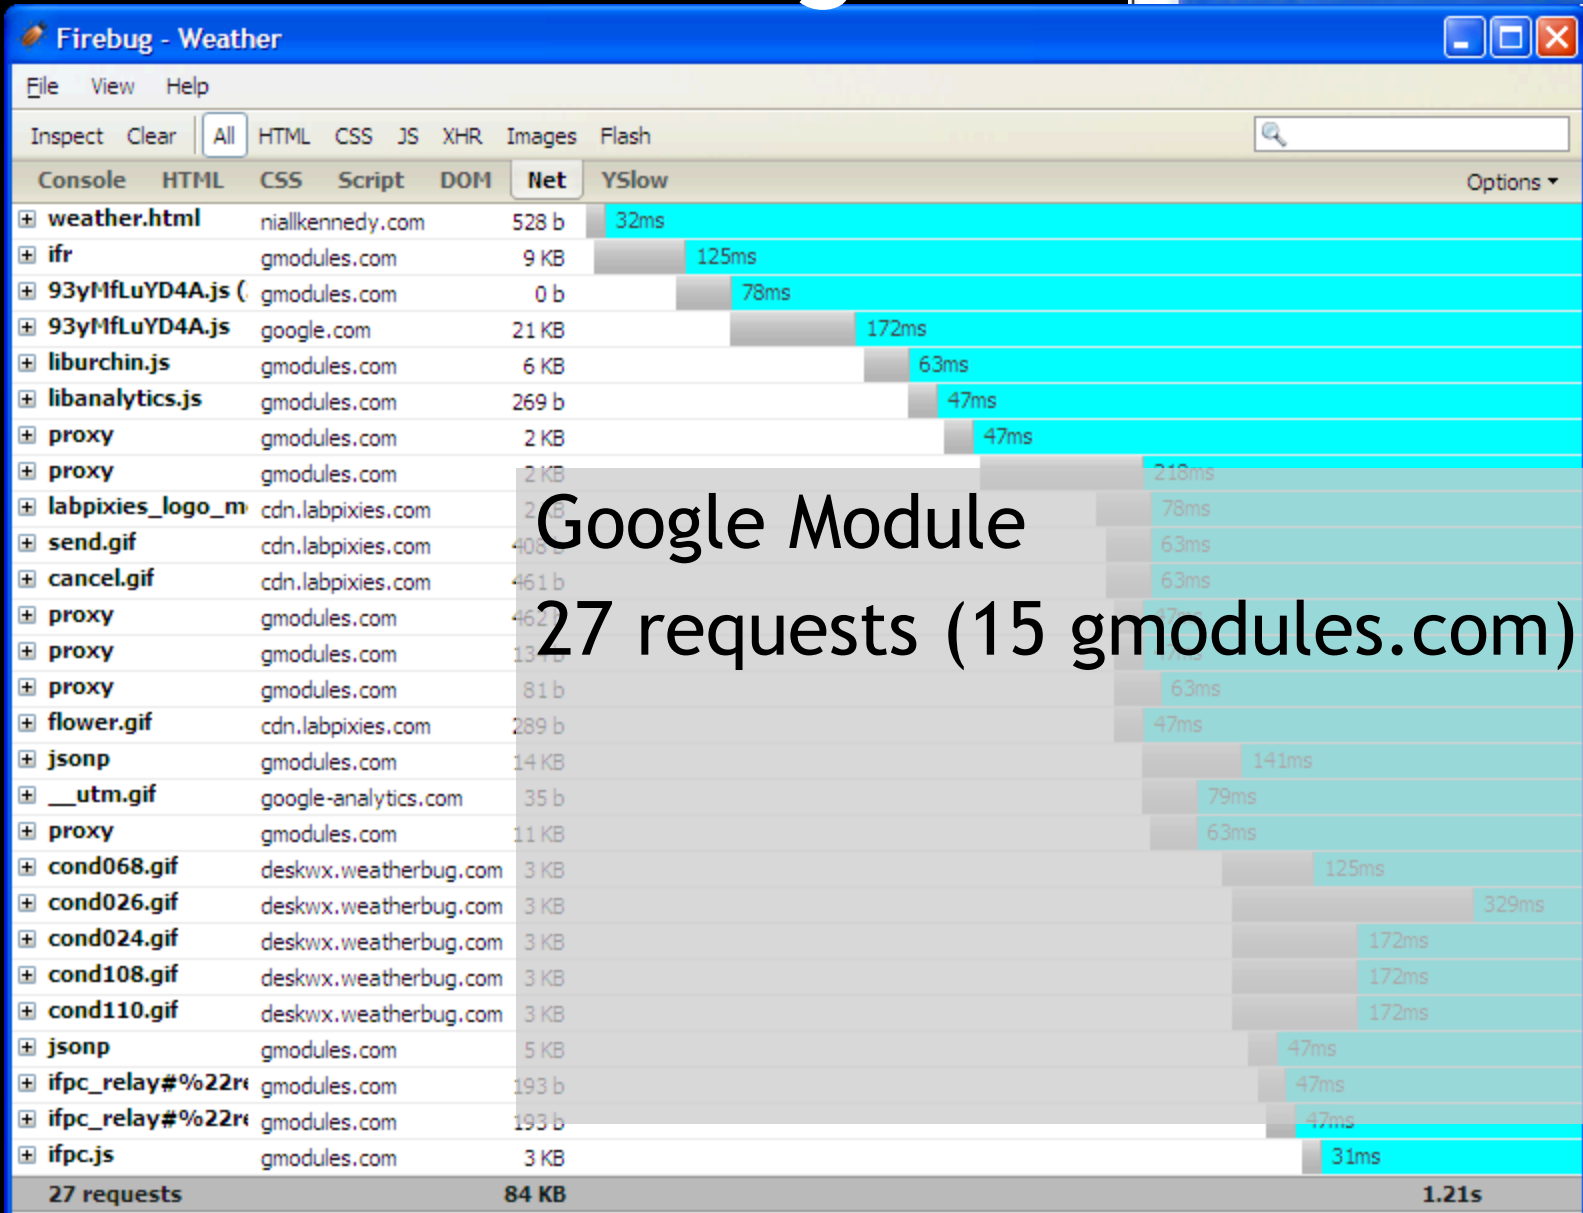 Firebug - Weather
File View Help
Inspect Clear All HTML CSS JS XHR Images Flash
Console HTML CSS Script DOM Net YSlow Options
weather.html niallkennedy.com 528 b 32ms
ifr gmodules.com 9 KB 125ms
93yMfLuYD4A.js (. gmodules.com 0 b 78ms
93yMfLuYD4A.js google.com 21 KB 172ms
liburchin.js gmodules.com 6 KB 63ms
libanalytics.js gmodules.com 269 b 47ms
proxy gmodules.com 2 KB 47ms
proxy gmodules.com 2 KB 218ms
labpixies_logo_m cdn.labpixies.com 78ms
Google Module
send.gif cdn.labpixies.com 408 b 63ms
cancel.gif cdn.labpixies.com 461 b 63ms
proxy gmodules.com 462
27 requests (15 gmodules.com)
proxy gmodules.com
proxy gmodules.com 81 b 63ms
flower.gif cdn.labpixies.com 289 b 47ms
jsonp gmodules.com 14 KB 141ms
__utm.gif google-analytics.com 35 b 79ms
proxy gmodules.com 11 KB 63ms
cond068.gif deskwx.weatherbug.com 3 KB 125ms
cond026.gif deskwx.weatherbug.com 3 KB 329ms
cond024.gif deskwx.weatherbug.com 3 KB 172ms
cond108.gif deskwx.weatherbug.com 3 KB 172ms
cond110.gif deskwx.weatherbug.com 3 KB 172ms
jsonp gmodules.com 5 KB 47ms
ifpc_relay#%22re gmodules.com 193 b 47ms
ifpc_relay#%22re gmodules.com 193 b 47ms
ifpc.js gmodules.com 3 KB 31ms
27 requests 84 KB 1.21s